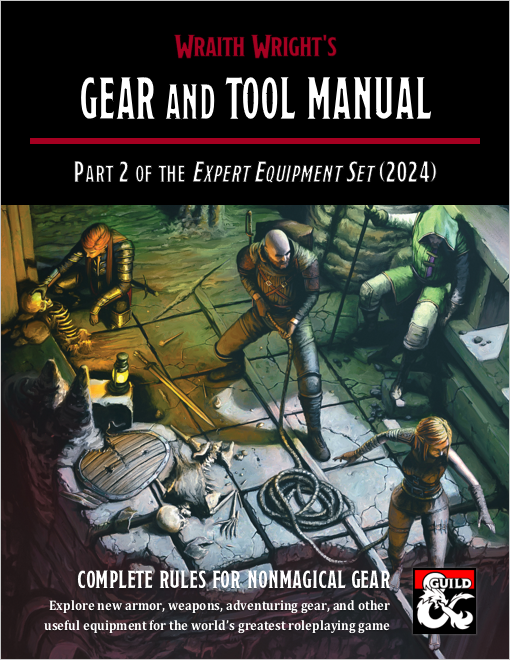 Wraith Wright's
GEAR AND TOOL MANUAL
Part 2 of the Expert Equipment Set (2024)
COMPLETE RULES FOR NONMAGICAL GEAR
Explore new armor, weapons, adventuring gear, and other
useful equipment for the world's greatest roleplaying game
GUILD